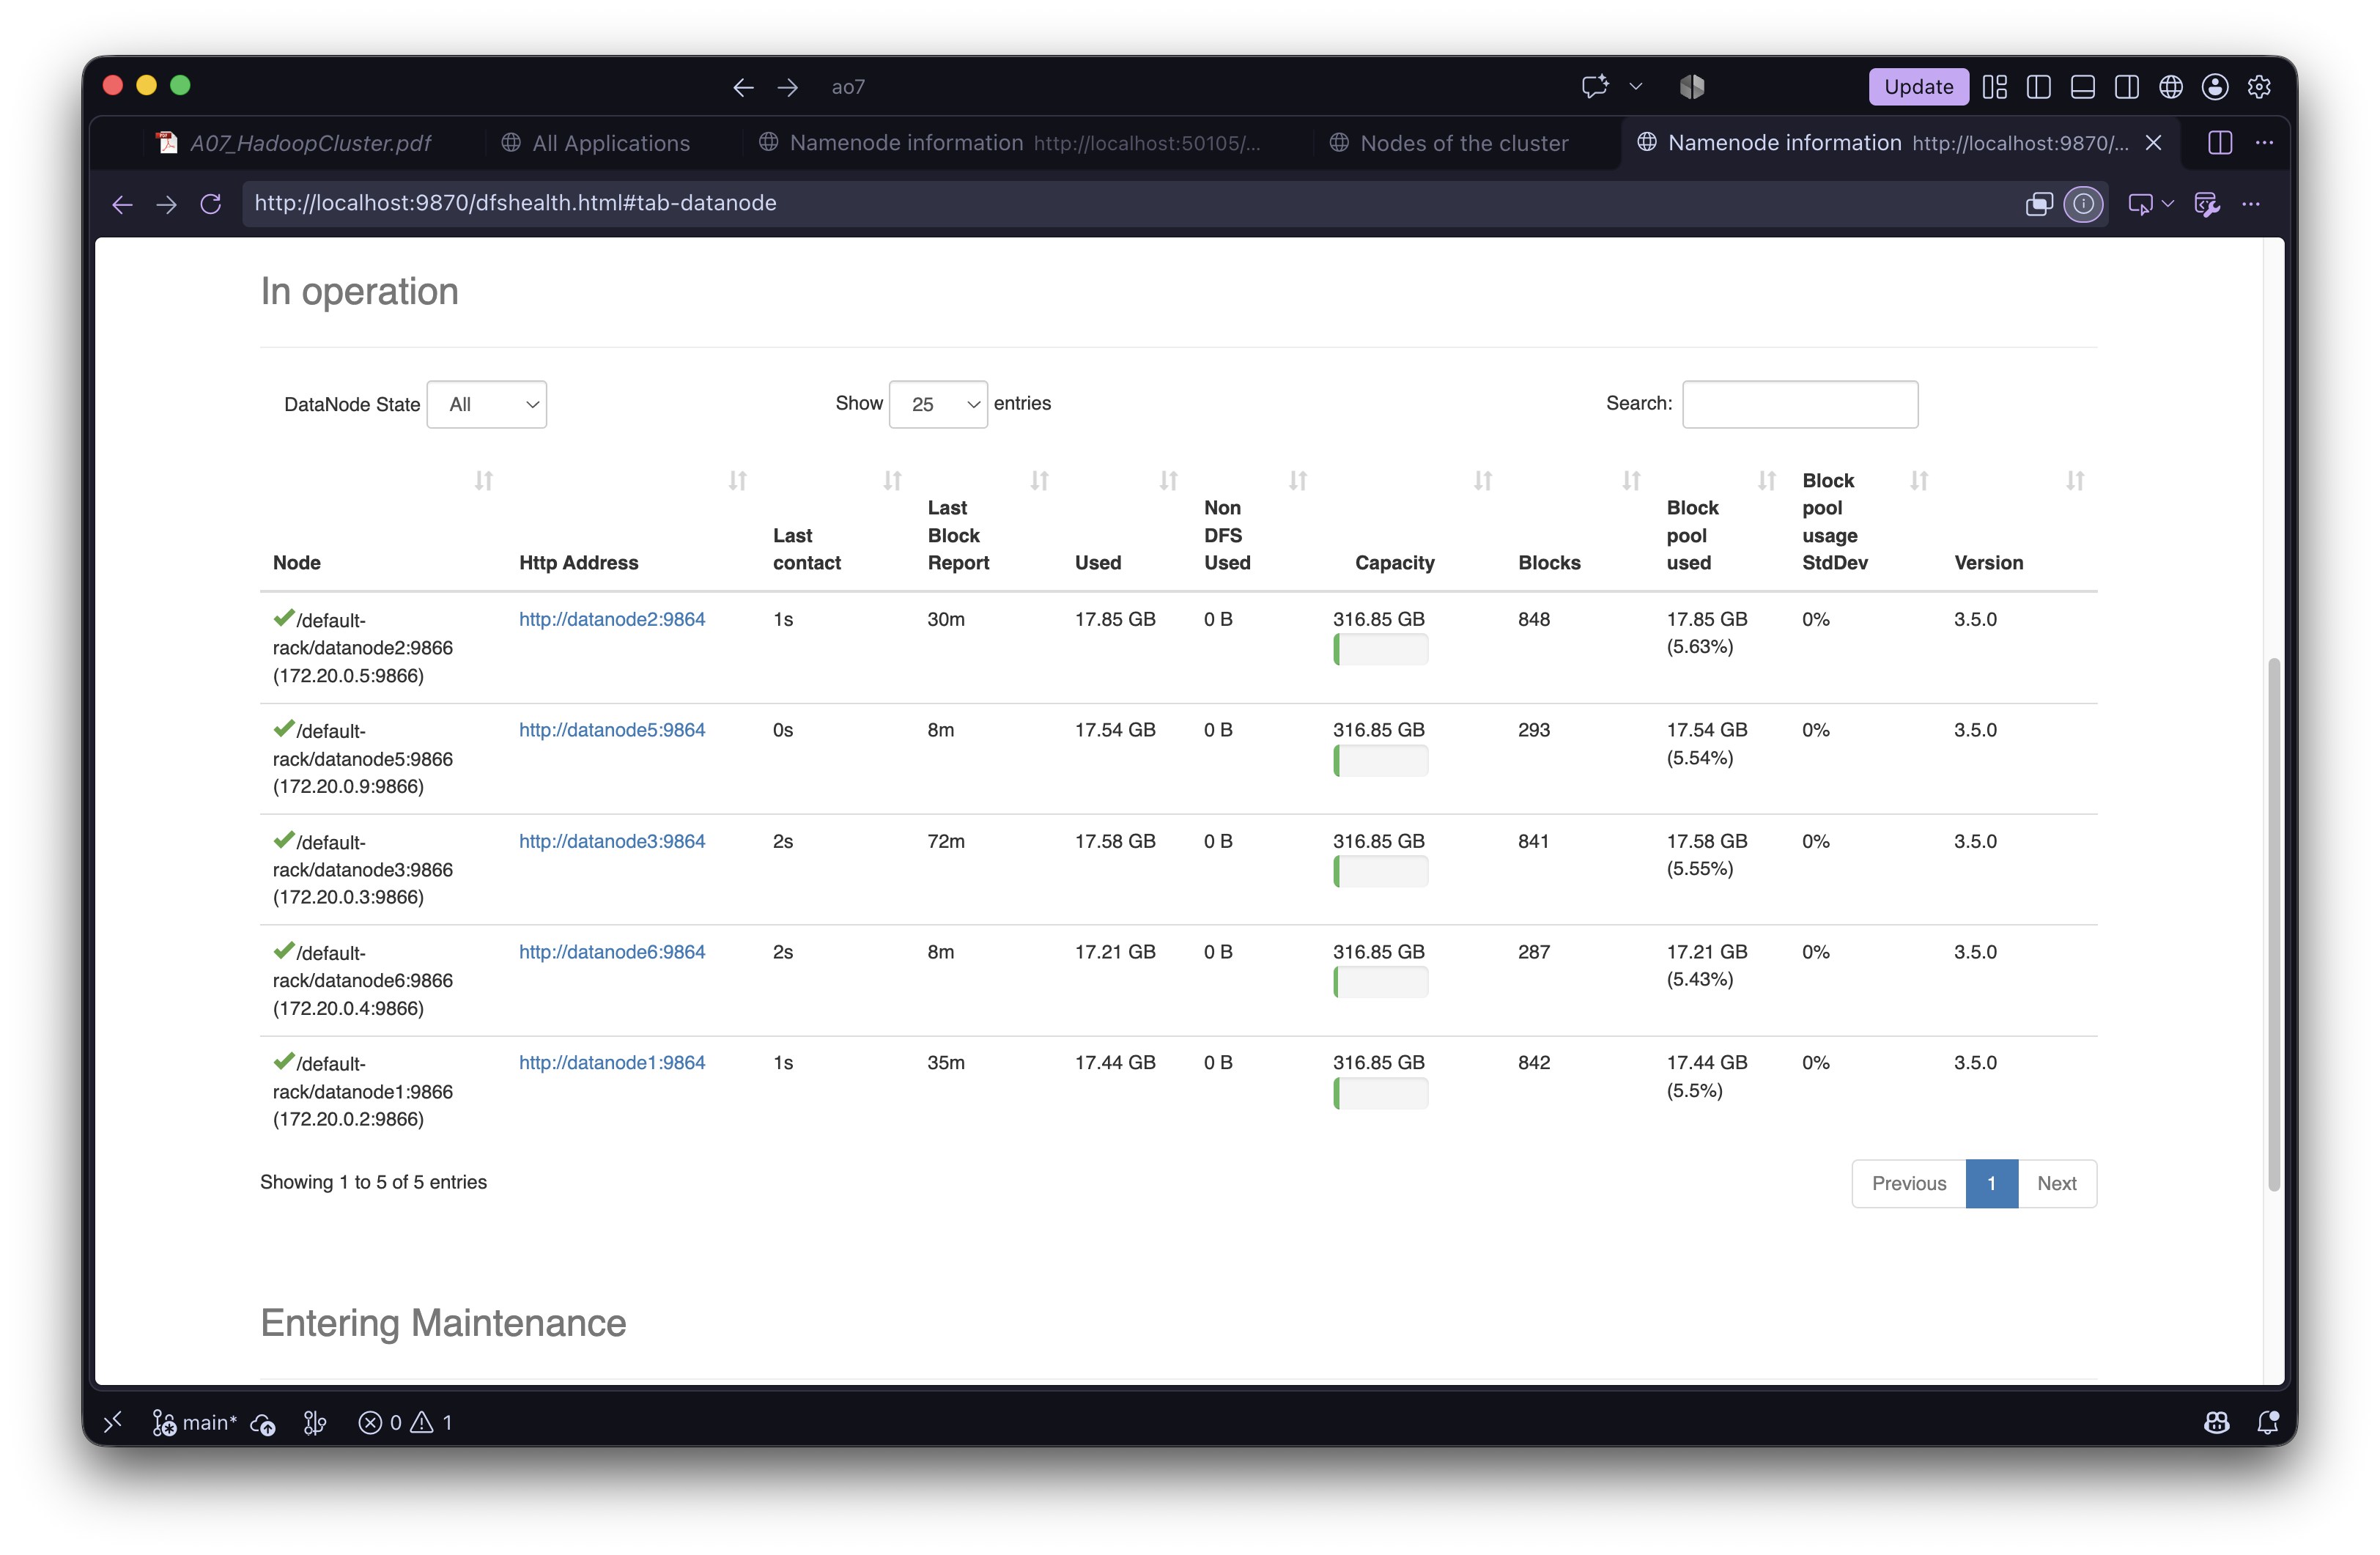 ao7
Update
A07_HadoopCluster.pdf
All Applications
Namenode information http://localhost:50105/...
Nodes of the cluster
Namenode information http://localhost:9870/...
http://localhost:9870/dfshealth.html#tab-datanode
In operation
DataNode State All
Show 25 entries
Search:
Node
Http Address
Last
contact
Last
Block
Report
Used
Non
DFS
Used
Capacity
Blocks
Block
pool
used
Block
pool
usage
StdDev
Version
/default-
rack/datanode2:9866
(172.20.0.5:9866)
http://datanode2:9864
1s
30m
17.85 GB
0 B
316.85 GB
848
17.85 GB
(5.63%)
0%
3.5.0
/default-
rack/datanode5:9866
(172.20.0.9:9866)
http://datanode5:9864
0s
8m
17.54 GB
0 B
316.85 GB
293
17.54 GB
(5.54%)
0%
3.5.0
/default-
rack/datanode3:9866
(172.20.0.3:9866)
http://datanode3:9864
2s
72m
17.58 GB
0 B
316.85 GB
841
17.58 GB
(5.55%)
0%
3.5.0
/default-
rack/datanode6:9866
(172.20.0.4:9866)
http://datanode6:9864
2s
8m
17.21 GB
0 B
316.85 GB
287
17.21 GB
(5.43%)
0%
3.5.0
/default-
rack/datanode1:9866
(172.20.0.2:9866)
http://datanode1:9864
1s
35m
17.44 GB
0 B
316.85 GB
842
17.44 GB
(5.5%)
0%
3.5.0
Showing 1 to 5 of 5 entries
Previous 1 Next
Entering Maintenance
main* 0 1